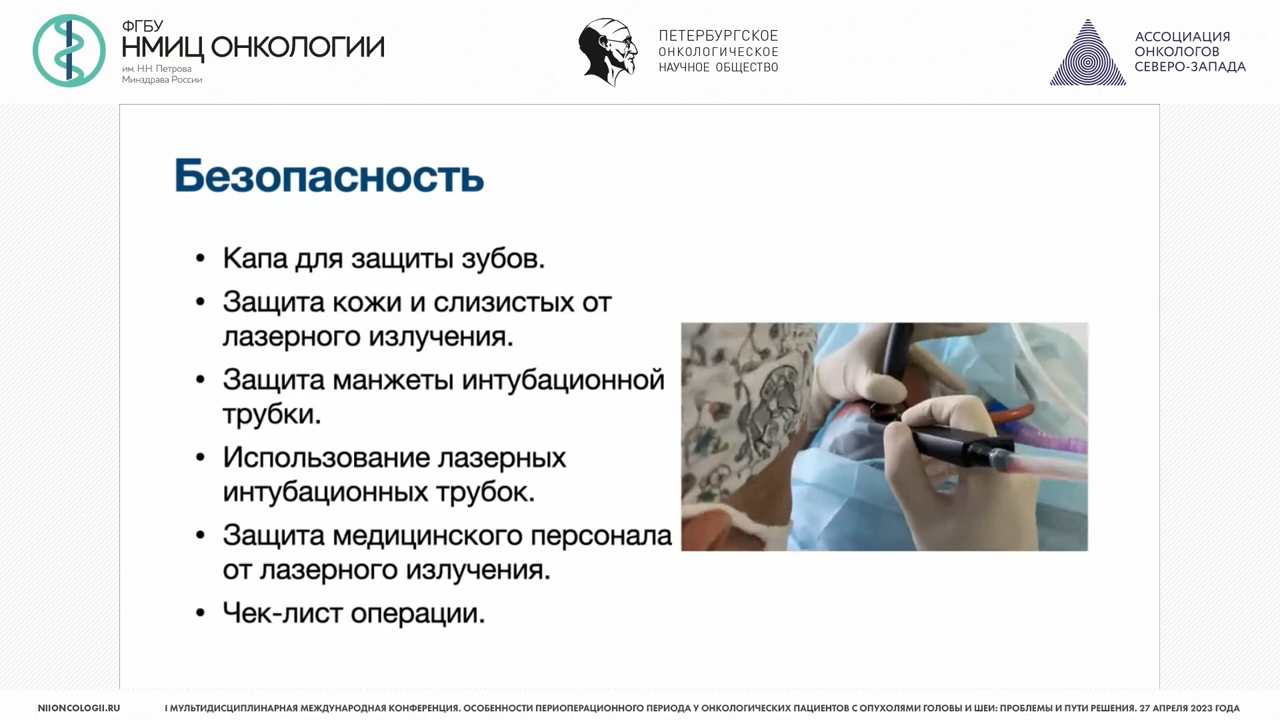 ФГБУ
НМИЦ ОНКОЛОГИИ
им. Н.Н. Петрова
Минздрава России
ПЕТЕРБУРГСКОЕ
ОНКОЛОГИЧЕСКОЕ
НАУЧНОЕ ОБЩЕСТВО
АССОЦИАЦИЯ
ОНКОЛОГОВ
СЕВЕРО-ЗАПАДА
Безопасность
• Капа для защиты зубов.
• Защита кожи и слизистых от
лазерного излучения.
• Защита манжеты интубационной
трубки.
• Использование лазерных
интубационных трубок.
• Защита медицинского персонала
от лазерного излучения.
• Чек-лист операции.
NIIONCOLOGII.RU
I МУЛЬТИДИСЦИПЛИНАРНАЯ МЕЖДУНАРОДНАЯ КОНФЕРЕНЦИЯ. ОСОБЕННОСТИ ПЕРИОПЕРАЦИОННОГО ПЕРИОДА У ОНКОЛОГИЧЕСКИХ ПАЦИЕНТОВ С ОПУХОЛЯМИ ГОЛОВЫ И ШЕИ: ПРОБЛЕМЫ И ПУТИ РЕШЕНИЯ. 27 АПРЕЛЯ 2023 ГОДА